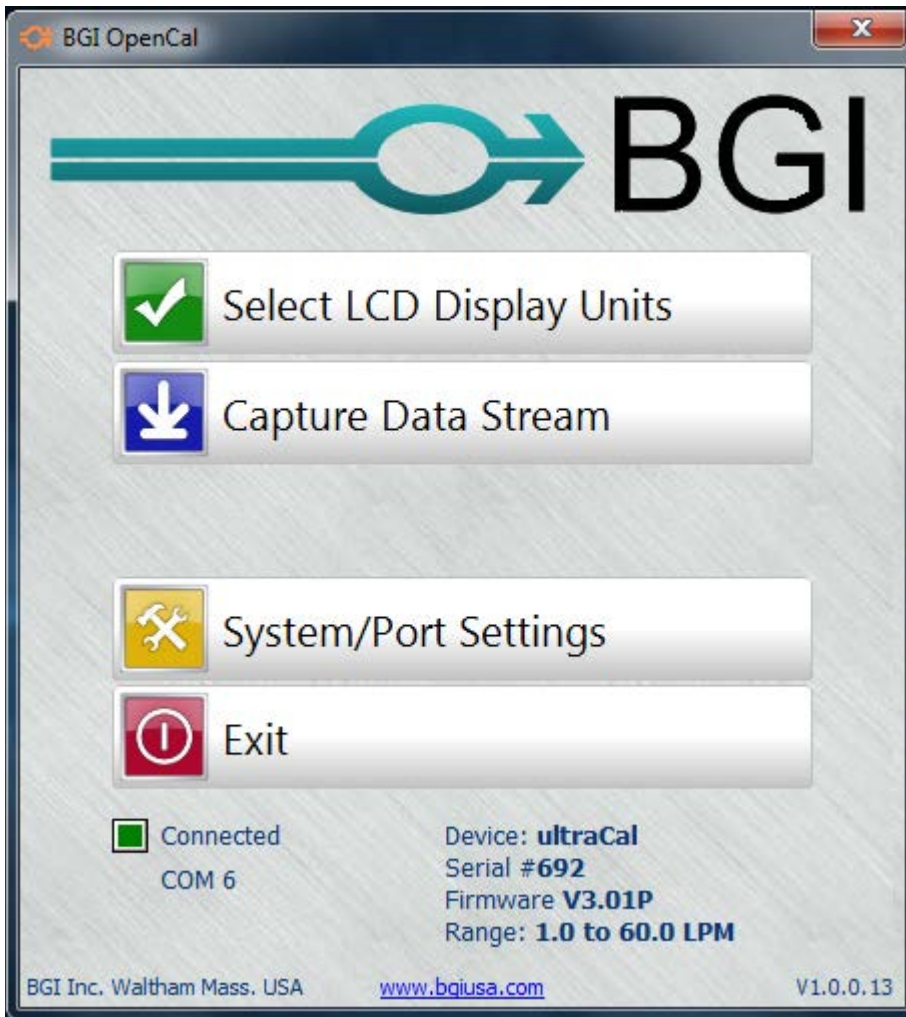 BGI OpenCal
BGI
Select LCD Display Units
Capture Data Stream
System/Port Settings
Exit
Connected
COM 6
Device: ultraCal
Serial #692
Firmware V3.01P
Range: 1.0 to 60.0 LPM
BGI Inc. Waltham Mass. USA www.bgiusa.com V1.0.0.13